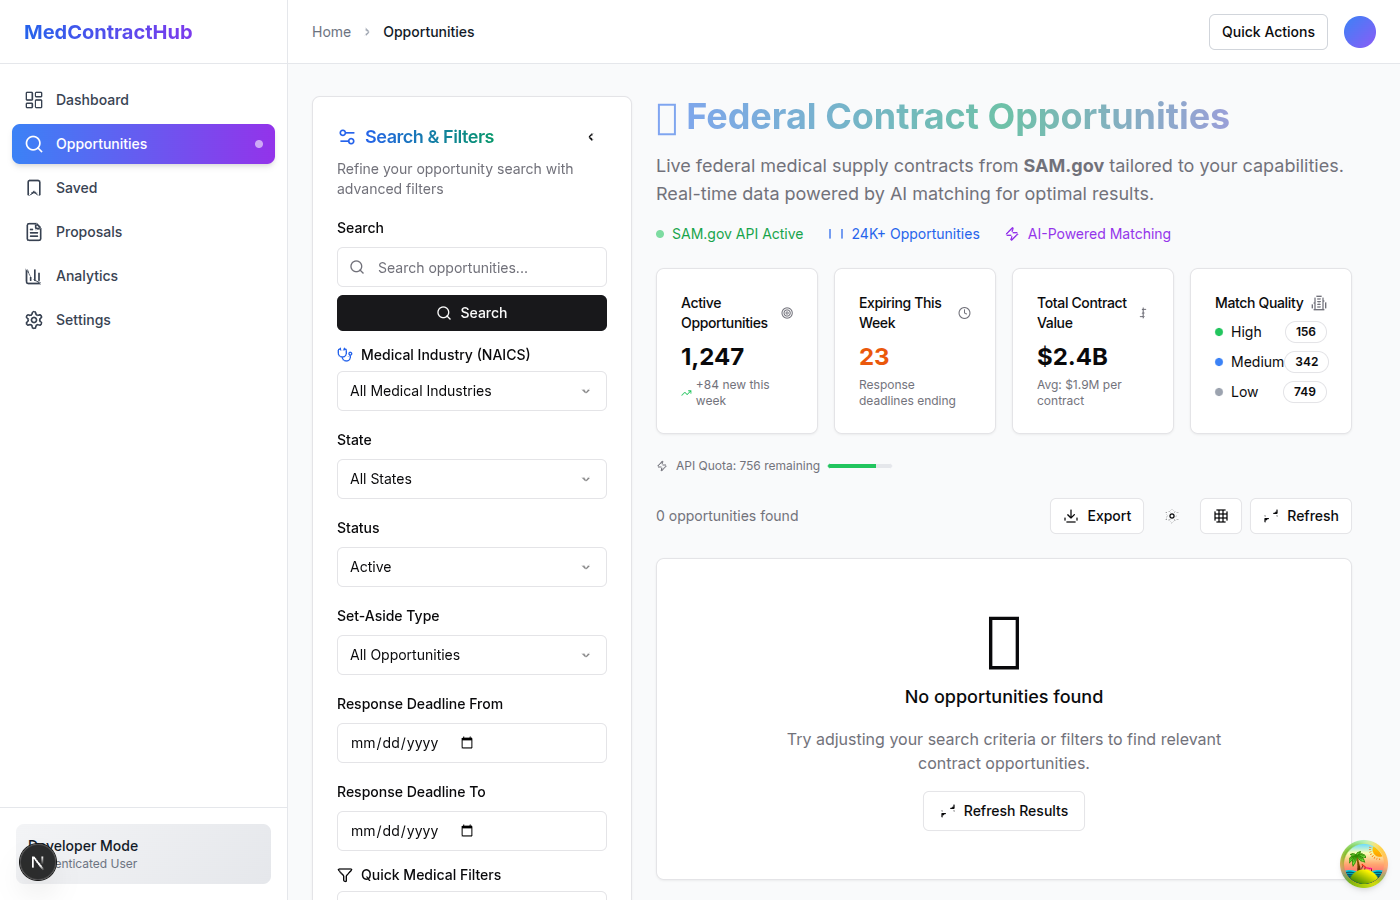 MedContractHub
Home
Opportunities
Quick Actions
Dashboard
Opportunities
Saved
Proposals
Analytics
Settings
Developer Mode
Search & Filters
Refine your opportunity search with
advanced filters
Search
Search opportunities...
Search
Medical Industry (NAICS)
All Medical Industries
State
All States
Status
Active
Set-Aside Type
All Opportunities
Response Deadline From
mm/dd/yyyy
Response Deadline To
mm/dd/yyyy
Quick Medical Filters
Federal Contract Opportunities
Live federal medical supply contracts from SAM.gov tailored to your capabilities.
Real-time data powered by AI matching for optimal results.
SAM.gov API Active
24K+ Opportunities
AI-Powered Matching
Active
Opportunities
1,247
+84 new this
week
Expiring This
Week
23
Response
deadlines ending
Total Contract
Value
$2.4B
Avg: $1.9M per
contract
Match Quality
High 156
Medium 342
Low 749
API Quota: 756 remaining
0 opportunities found
Export
Refresh
No opportunities found
Try adjusting your search criteria or filters to find relevant
contract opportunities.
Refresh Results
N
User